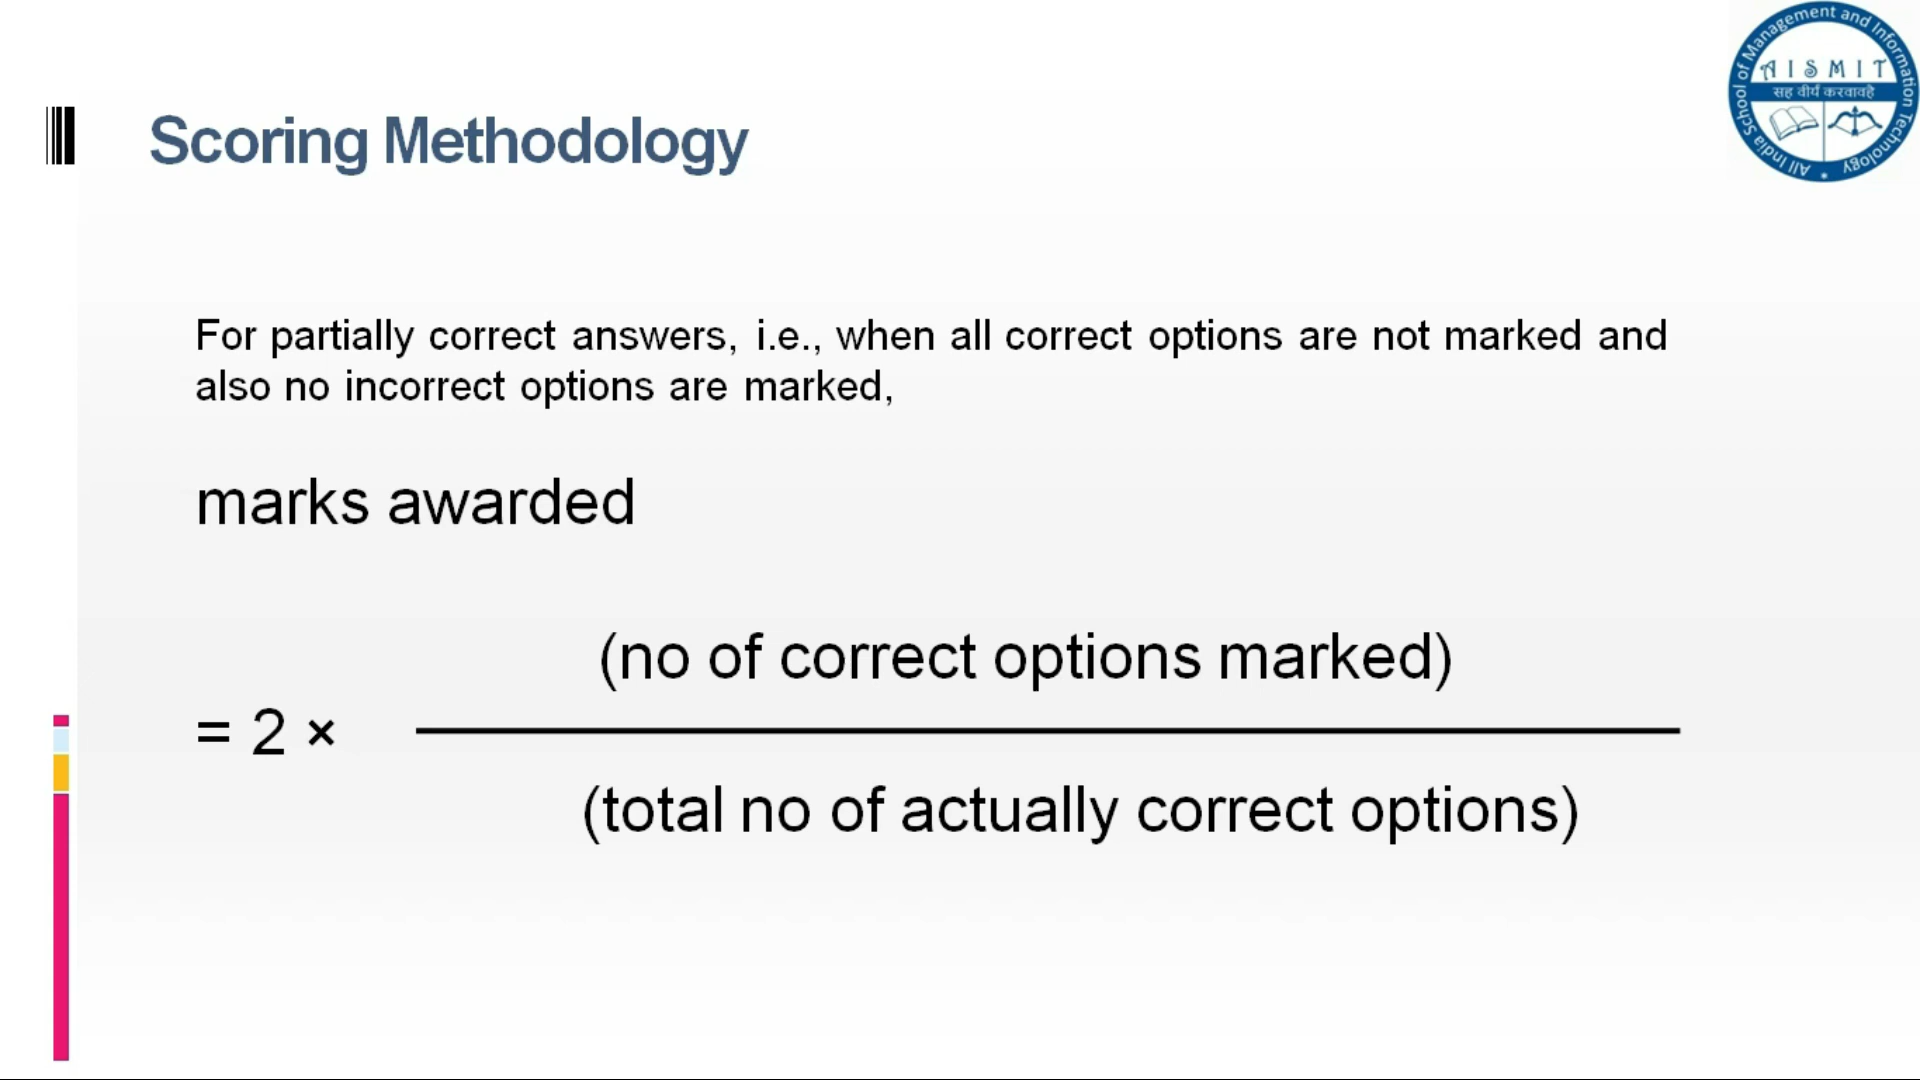 All India School of Management and Information Technology
AISMIT
सह वीर्यं करवावहै
Scoring Methodology
For partially correct answers, i.e., when all correct options are not marked and
also no incorrect options are marked,
marks awarded
(no of correct options marked)
= 2 ×
(total no of actually correct options)